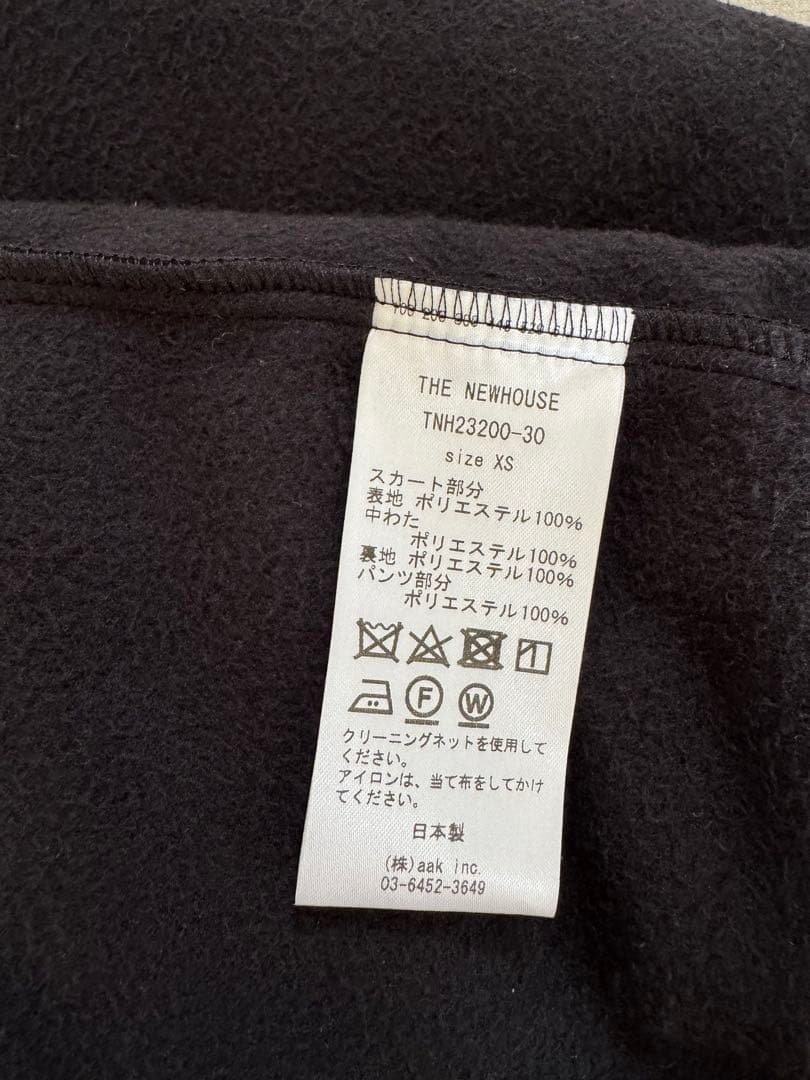 THE NEWHOUSE
TNH23200-30
size XS
スカート部分
表地 ポリエステル100%
中わた
ポリエステル100%
裏地 ポリエステル100%
パンツ部分
ポリエステル100%
F W
クリーニングネットを使用して
ください。
アイロンは、当て布をしてかけ
てください。
日本製
(株)aak inc.
03-6452-3649